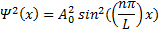 Ψ²(x) = A₀² sin²((nπ/L) x)